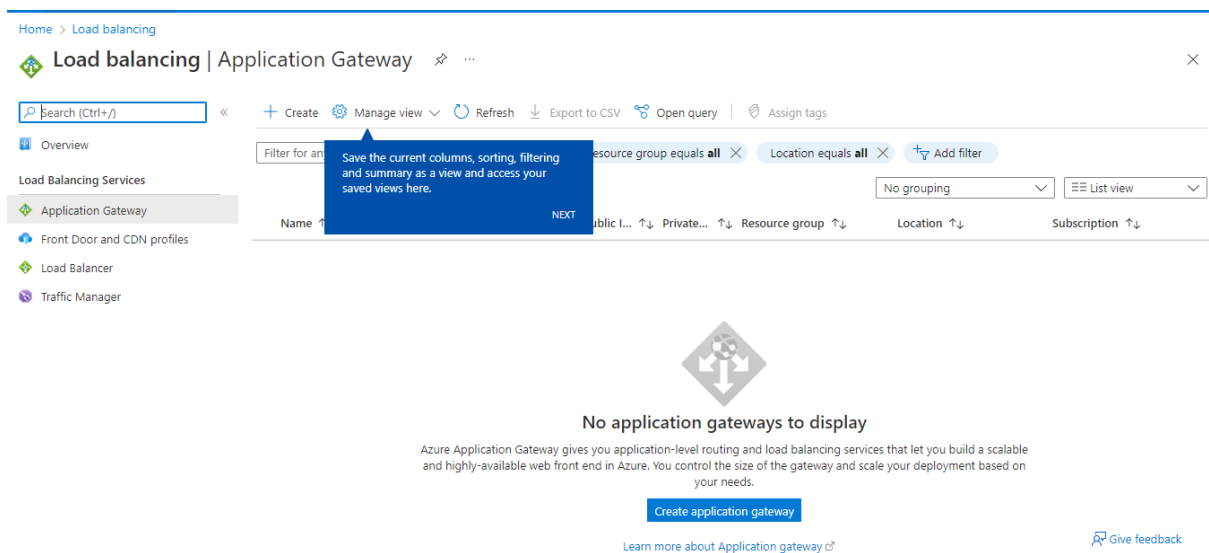 Home > Load balancing
Load balancing | Application Gateway ...
Search (Ctrl+/) «
Overview
Load Balancing Services
Application Gateway
Front Door and CDN profiles
Load Balancer
Traffic Manager
+ Create Manage view Refresh Export to CSV Open query Assign tags
Filter for an
esource group equals all Location equals all Add filter
Save the current columns, sorting, filtering
and summary as a view and access your
saved views here.
NEXT
No grouping List view
Name ublic I... ↑↓ Private... ↑↓ Resource group ↑↓ Location ↑↓ Subscription ↑↓
No application gateways to display
Azure Application Gateway gives you application-level routing and load balancing services that let you build a scalable
and highly-available web front end in Azure. You control the size of the gateway and scale your deployment based on
your needs.
Create application gateway
Learn more about Application gateway
Give feedback